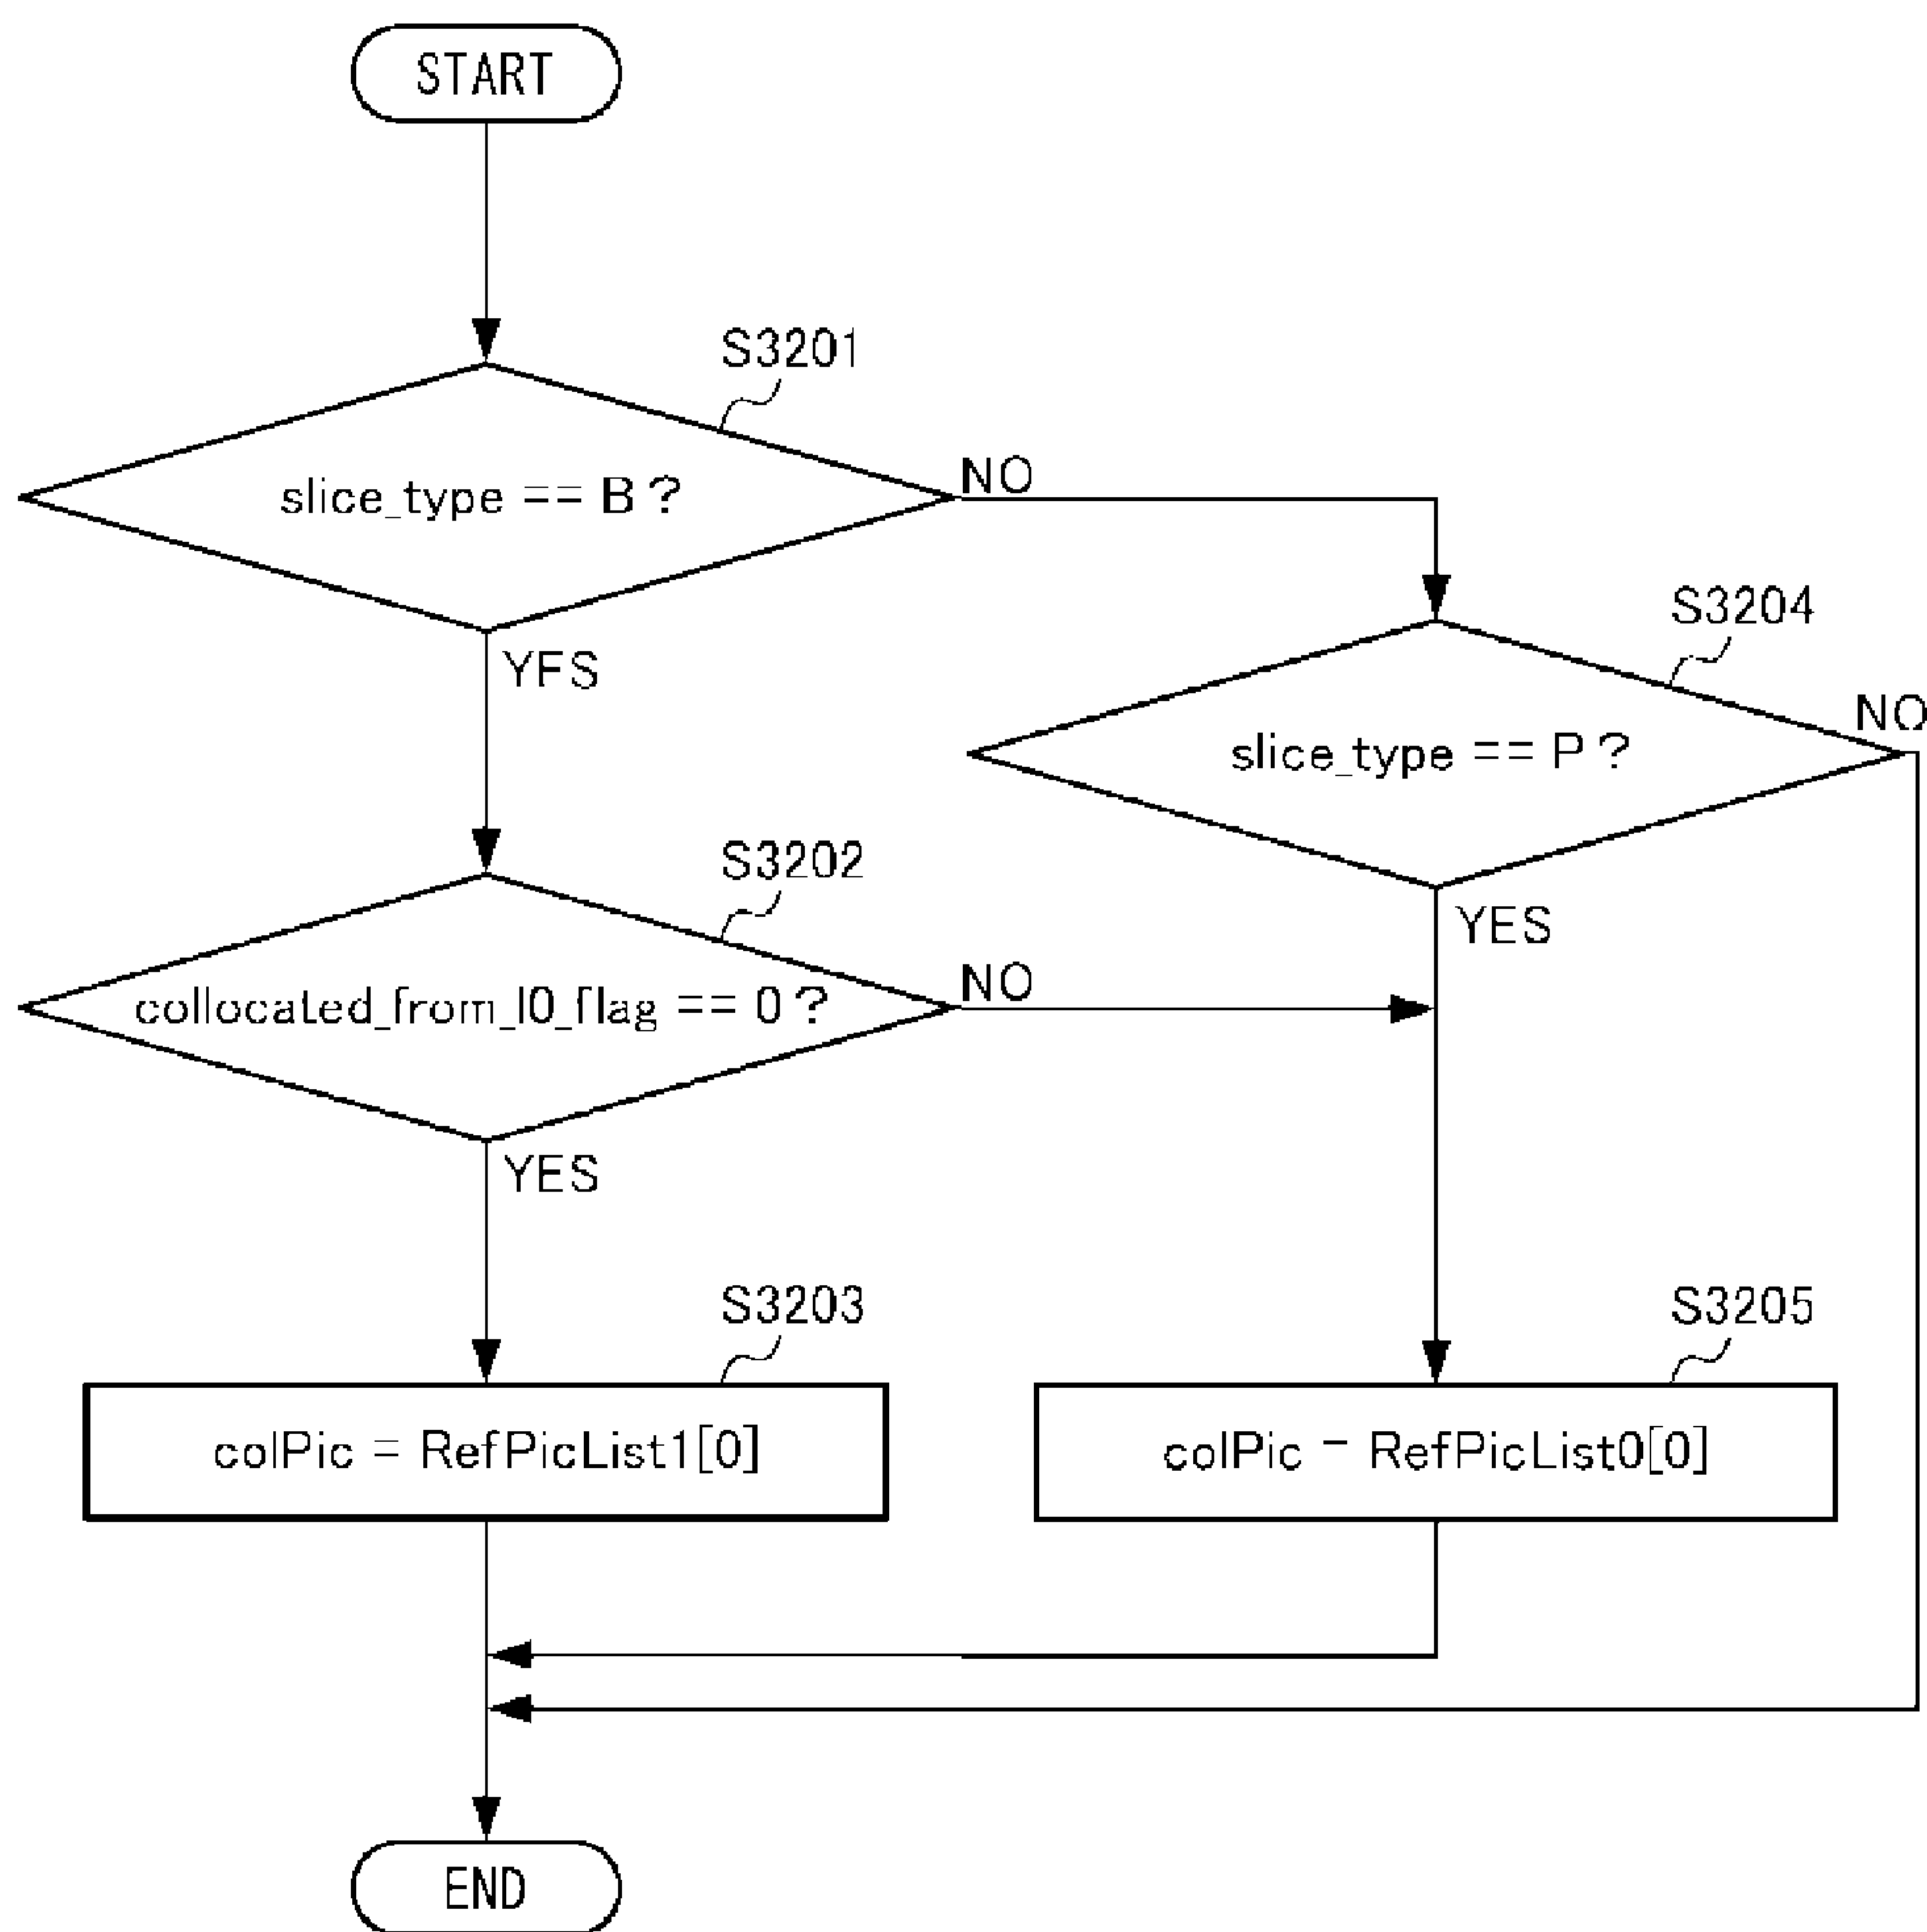 START
S3201
slice_type == B ?
NO
YES
S3204
slice_type == P ?
NO
YES
S3202
collocated_from_l0_flag == 0 ?
NO
YES
S3203
colPic = RefPicList1[0]
S3205
colPic = RefPicList0[0]
END